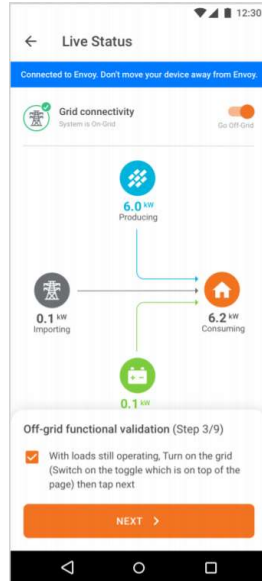 12:30
Live Status
Connected to Envoy. Don't move your device away from Envoy.
Grid connectivity
System is On-Grid
Go Off-Grid
6.0 kW
Producing
0.1 kW
Importing
6.2 kW
Consuming
0.1 kW
Off-grid functional validation (Step 3/9)
With loads still operating, Turn on the grid
(Switch on the toggle which is on top of the
page) then tap next
NEXT >